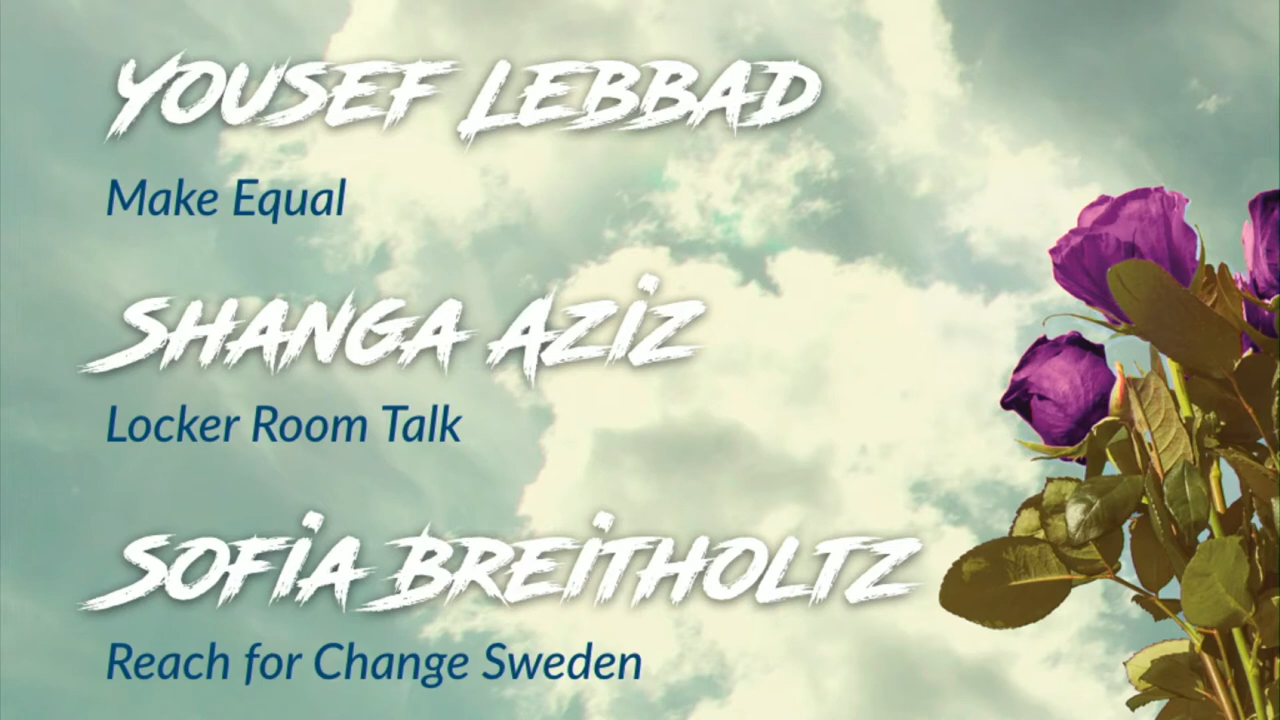 Yousef Lebbad
Make Equal
Shanga Aziz
Locker Room Talk
Sofia Breitholtz
Reach for Change Sweden